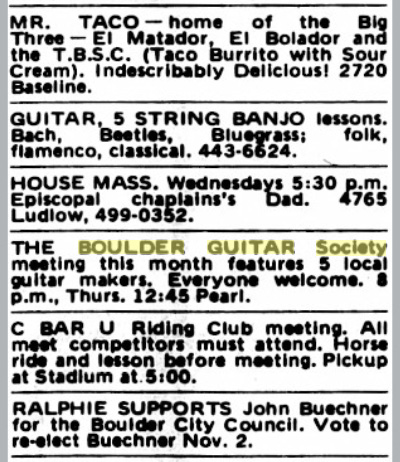 MR. TACO — home of the Big
Three — El Matador, El Bolador and
the T.B.S.C. (Taco Burrito with Sour
Cream). Indescribably Delicious! 2720
Baseline.
GUITAR, 5 STRING BANJO lessons.
Bach, Beetles, Bluegrass; folk,
flamenco, classical. 443-6624.
HOUSE MASS. Wednesdays 5:30 p.m.
Episcopal chaplains's Dad. 4765
Ludlow, 499-0352.
THE BOULDER GUITAR Society
meeting this month features 5 local
guitar makers. Everyone welcome. 8
p.m., Thurs. 12:45 Pearl.
C BAR U Riding Club meeting. All
meet competitors must attend. Horse
ride and lesson before meeting. Pickup
at Stadium at 5:00.
RALPHIE SUPPORTS John Buechner
for the Boulder City Council. Vote to
re-elect Buechner Nov. 2.